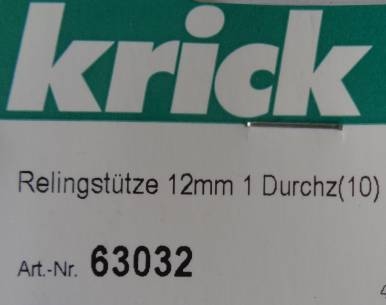 krick
Relingstütze 12mm 1 Durchz(10)
Art.-Nr. 63032